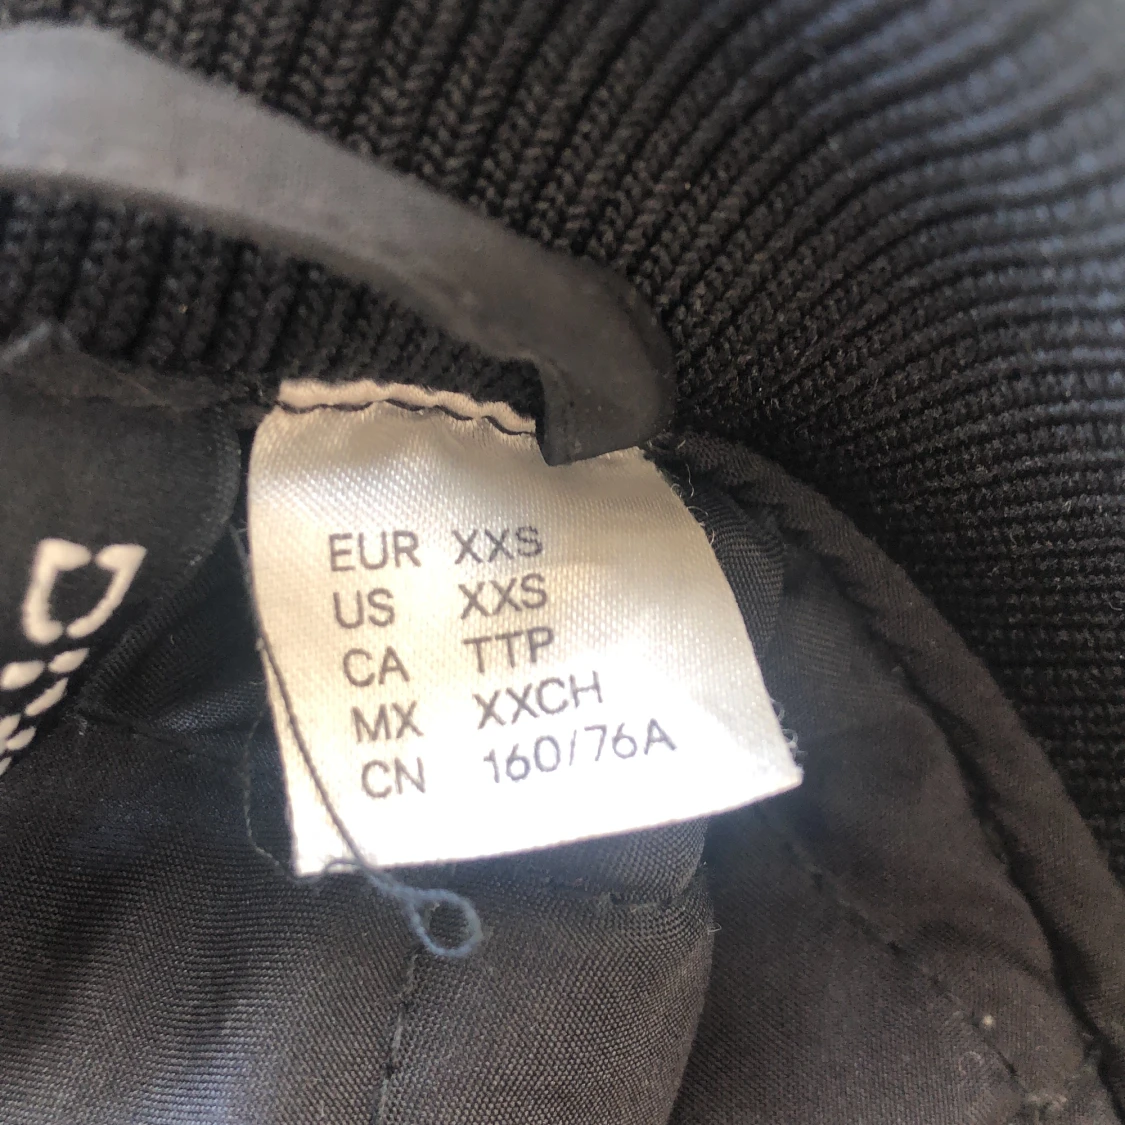 EUR XXS
US XXS
CA TTP
MX XXCH
CN 160/76A